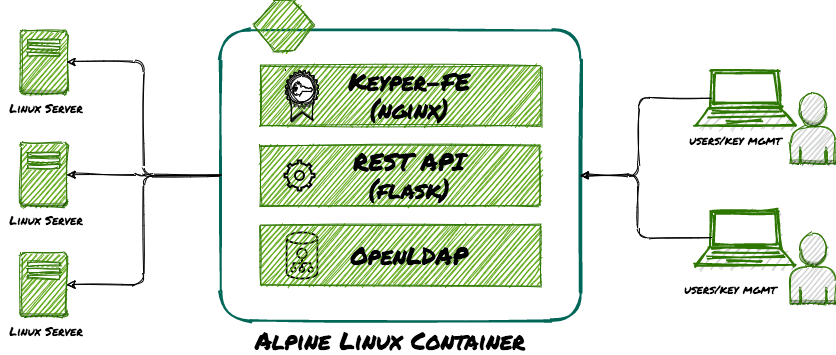 Linux Server
Linux Server
Linux Server
Keyper-FE
(nginx)
REST API
(flask)
OpenLDAP
Alpine Linux Container
users/key mgmt
users/key mgmt